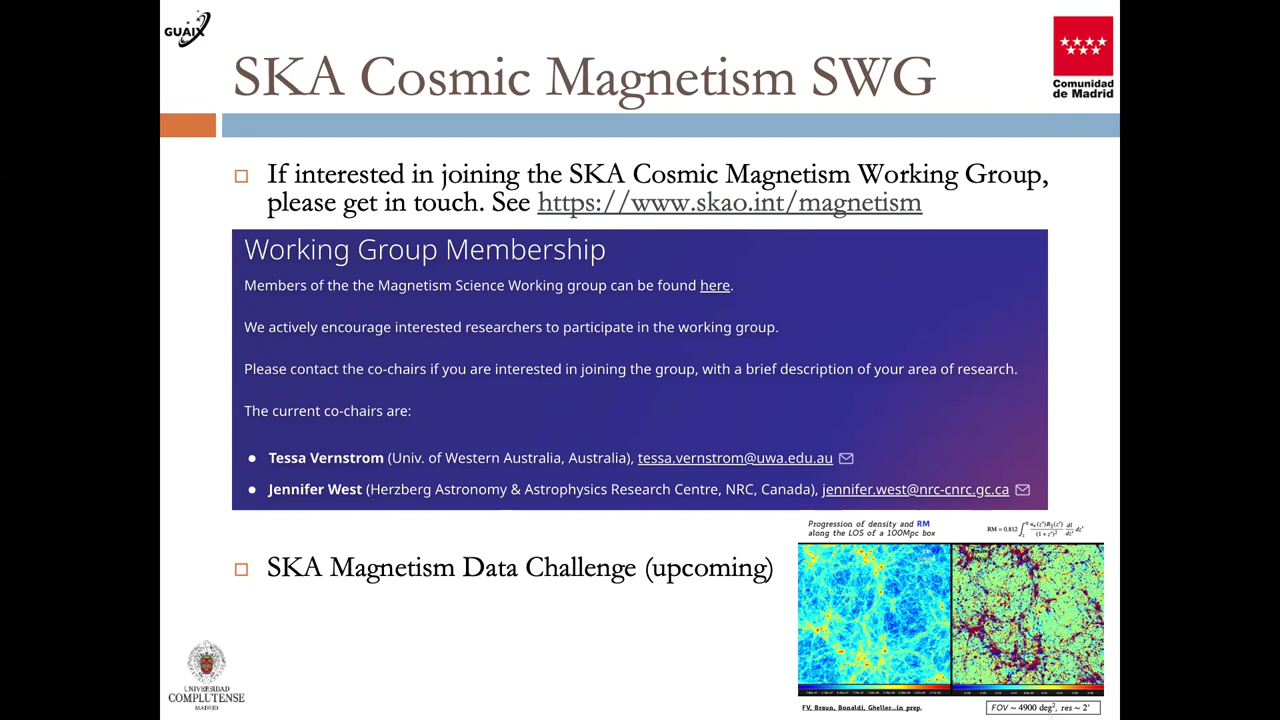 GUAIX
SKA Cosmic Magnetism SWG
Comunidad
de Madrid
If interested in joining the SKA Cosmic Magnetism Working Group,
please get in touch. See https://www.skao.int/magnetism
Working Group Membership
Members of the the Magnetism Science Working group can be found here.
We actively encourage interested researchers to participate in the working group.
Please contact the co-chairs if you are interested in joining the group, with a brief description of your area of research.
The current co-chairs are:
Tessa Vernstrom (Univ. of Western Australia, Australia), tessa.vernstrom@uwa.edu.au
Jennifer West (Herzberg Astronomy & Astrophysics Research Centre, NRC, Canada), jennifer.west@nrc-cnrc.gc.ca
Progression of density and RM
along the LOS of a 100Mpc box
SKA Magnetism Data Challenge (upcoming)
UNIVERSIDAD
COMPLUTENSE
MADRID
FV, Braun, Bonaldi, Gheller..in prep.
FOV ~ 4900 deg², res ~ 2'